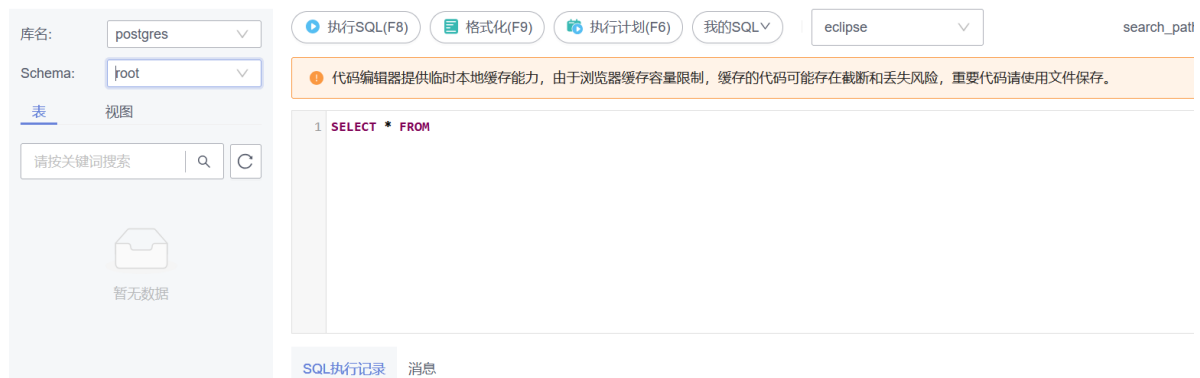 库名: postgres
Schema: root
表 视图
请按关键词搜索
暂无数据
执行SQL(F8) 格式化(F9) 执行计划(F6) 我的SQL eclipse search_path
代码编辑器提供临时本地缓存能力，由于浏览器缓存容量限制，缓存的代码可能存在截断和丢失风险，重要代码请使用文件保存。
1 SELECT * FROM
SQL执行记录 消息